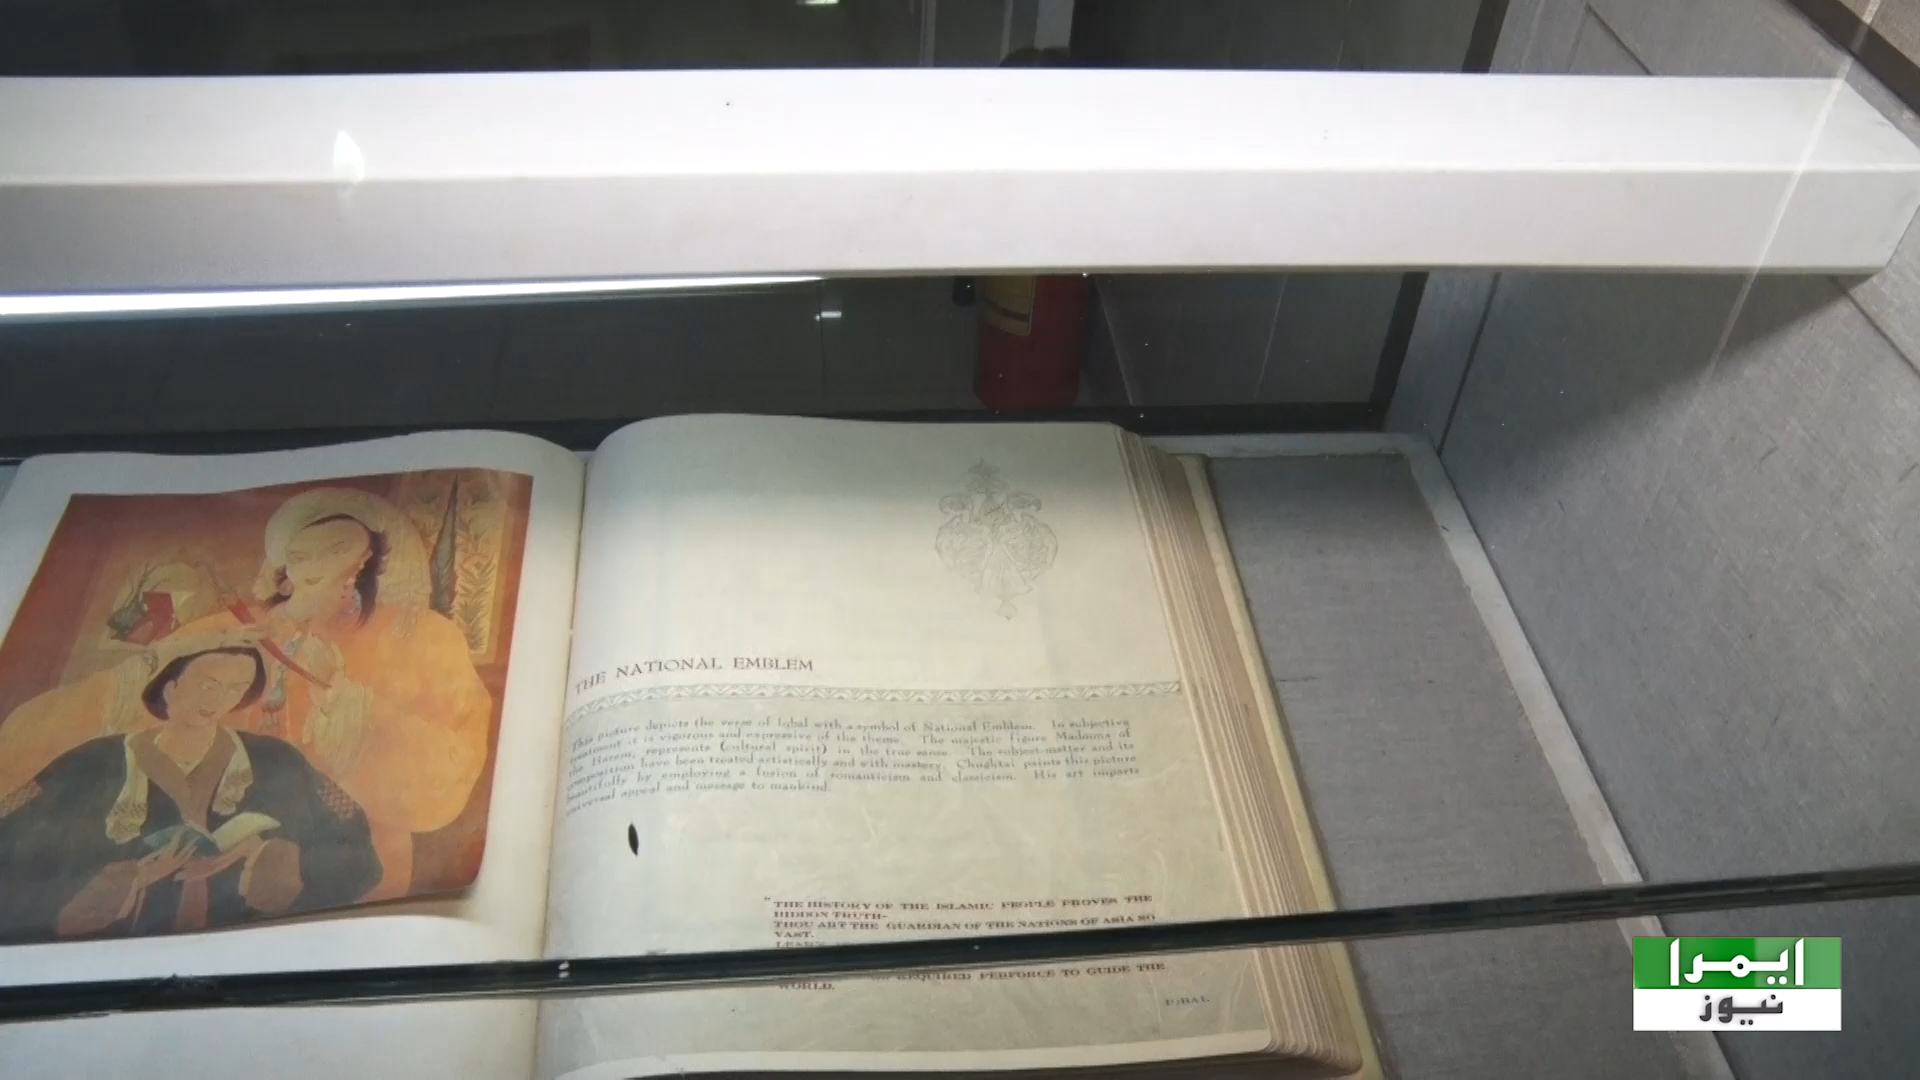 THE NATIONAL EMBLEM
This picture depicts the verse of Iqbal with a symbol of National Emblem. In subjective
treatment it is vigorous and expressive of the theme. The majestic figure Madonna of
the Harem, represents (cultural spirit) in the true sense. The subject matter and its
composition have been treated artistically and with mastery. Chughtai paints this picture
beautifully by employing a fusion of romanticism and classicism. His art imparts
universal appeal and message to mankind.
"THE HISTORY OF THE ISLAMIC PEOPLE PROVES THE
HIDDON TRUTH-
THOU ART THE GUARDIAN OF THE NATIONS OF ASIA SO
VAST.
REQUIRED PERFORCE TO GUIDE THE
WORLD.
IQBAL
ایمرا
نیوز